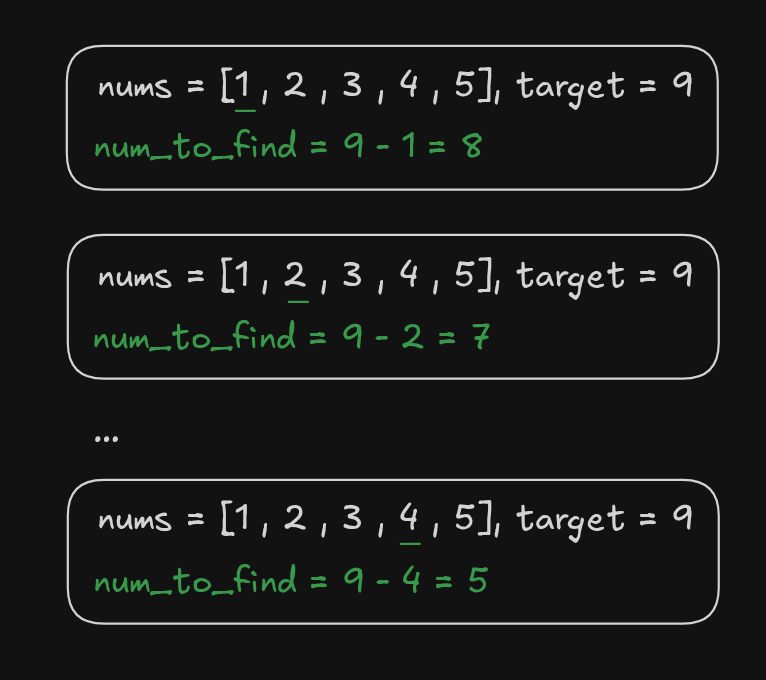 nums = [1, 2, 3, 4, 5], target = 9
num_to_find = 9 - 1 = 8
nums = [1, 2, 3, 4, 5], target = 9
num_to_find = 9 - 2 = 7
...
nums = [1, 2, 3, 4, 5], target = 9
num_to_find = 9 - 4 = 5